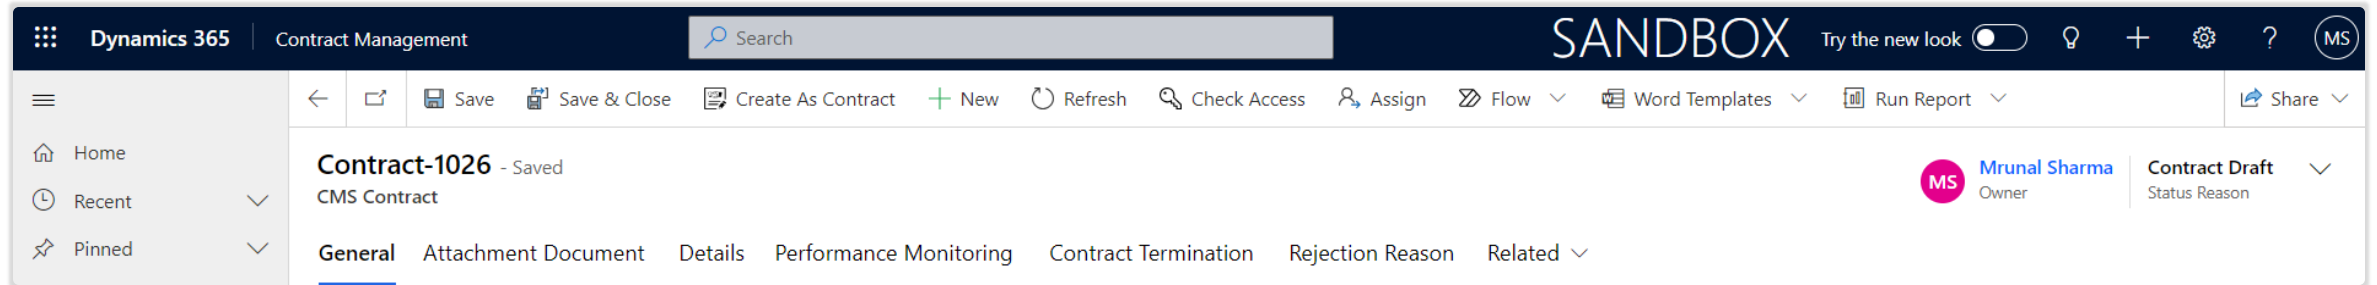 Dynamics 365 Contract Management Search SANDBOX Try the new look ? MS
Save Save & Close Create As Contract New Refresh Check Access Assign Flow Word Templates Run Report Share
Home
Recent
Pinned
Contract-1026 - Saved
CMS Contract
MS Mrunal Sharma
Owner
Contract Draft
Status Reason
General Attachment Document Details Performance Monitoring Contract Termination Rejection Reason Related